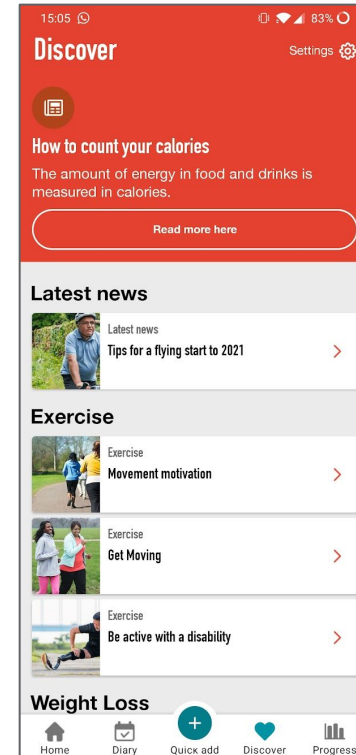 15:05 83%
Discover
Settings
How to count your calories
The amount of energy in food and drinks is
measured in calories.
Read more here
Latest news
Latest news
Tips for a flying start to 2021
Exercise
Exercise
Movement motivation
Exercise
Get Moving
Exercise
Be active with a disability
Weight Loss
Home Diary Quick add Discover Progress